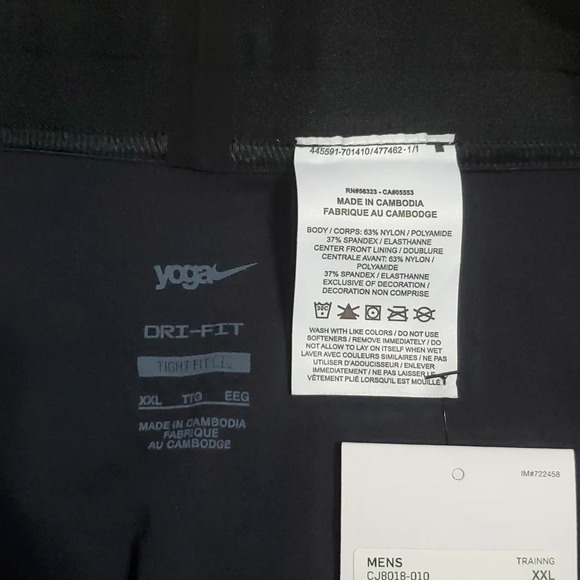 445591-701410/477462-1/1
RN#56323 - CA#05553
MADE IN CAMBODIA
FABRIQUE AU CAMBODGE
BODY / CORPS: 63% NYLON / POLYAMIDE
37% SPANDEX / ELASTHANNE
CENTER FRONT LINING / DOUBLURE
CENTRALE AVANT: 63% NYLON
/ POLYAMIDE
37% SPANDEX / ELASTHANNE
EXCLUSIVE OF DECORATION /
DECORATION NON COMPRISE
WASH WITH LIKE COLORS / DO NOT USE
SOFTENERS / REMOVE IMMEDIATELY / DO
NOT ALLOW TO LAY ON ITSELF WHEN WET
LAVER AVEC COULEURS SIMILAIRES / NE PAS
UTILISER D'ADOUCISSEUR / ENLEVER
IMMEDIATEMENT / NE PAS LAISSER LE
VÊTEMENT PLIÉ LORSQU'IL EST MOUILLÉ
yoga
DRI-FIT
TIGHT FIT
XXL TTG EEG
MADE IN CAMBODIA
FABRIQUE
AU CAMBODGE
IM#722458
MENS TRAINNG
CJ8018-010 XXL